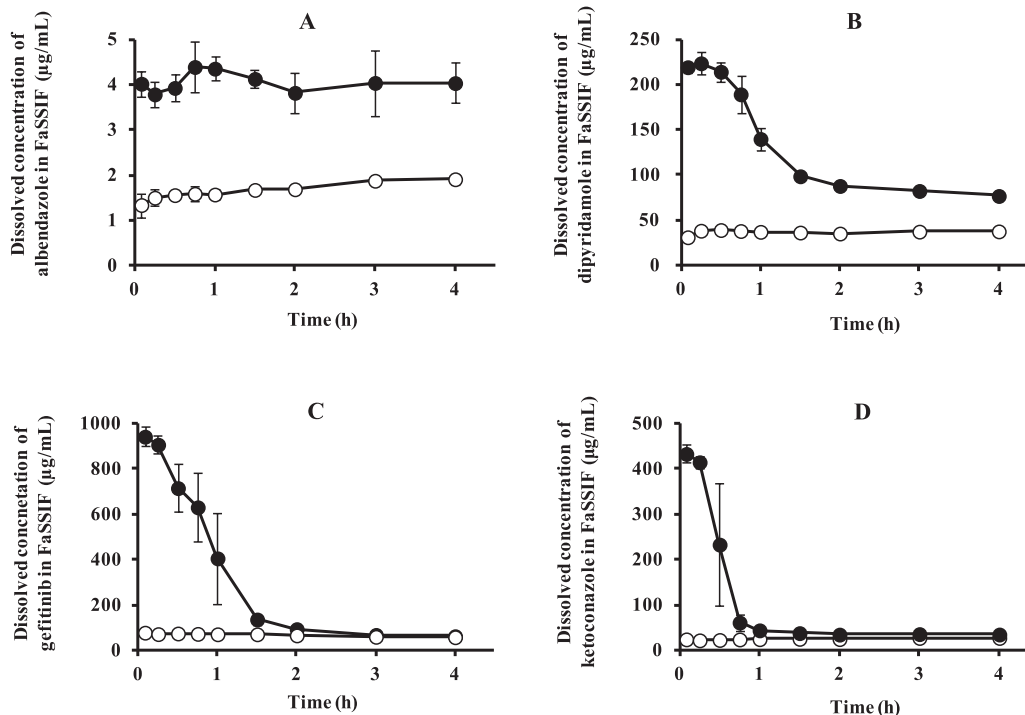 A
Dissolved concentration of
albendazole in FaSSIF (µg/mL)
5
4
3
2
1
0
0 1 2 3 4
Time (h)
B
Dissolved concentration of
dipyridamole in FaSSIF (µg/mL)
250
200
150
100
50
0
0 1 2 3 4
Time (h)
C
Dissolved concnetation of
gefitinib in FaSSIF (µg/mL)
1000
800
600
400
200
0
0 1 2 3 4
Time (h)
D
Dissolved concentration of
ketoconazole in FaSSIF (µg/mL)
500
400
300
200
100
0
0 1 2 3 4
Time (h)